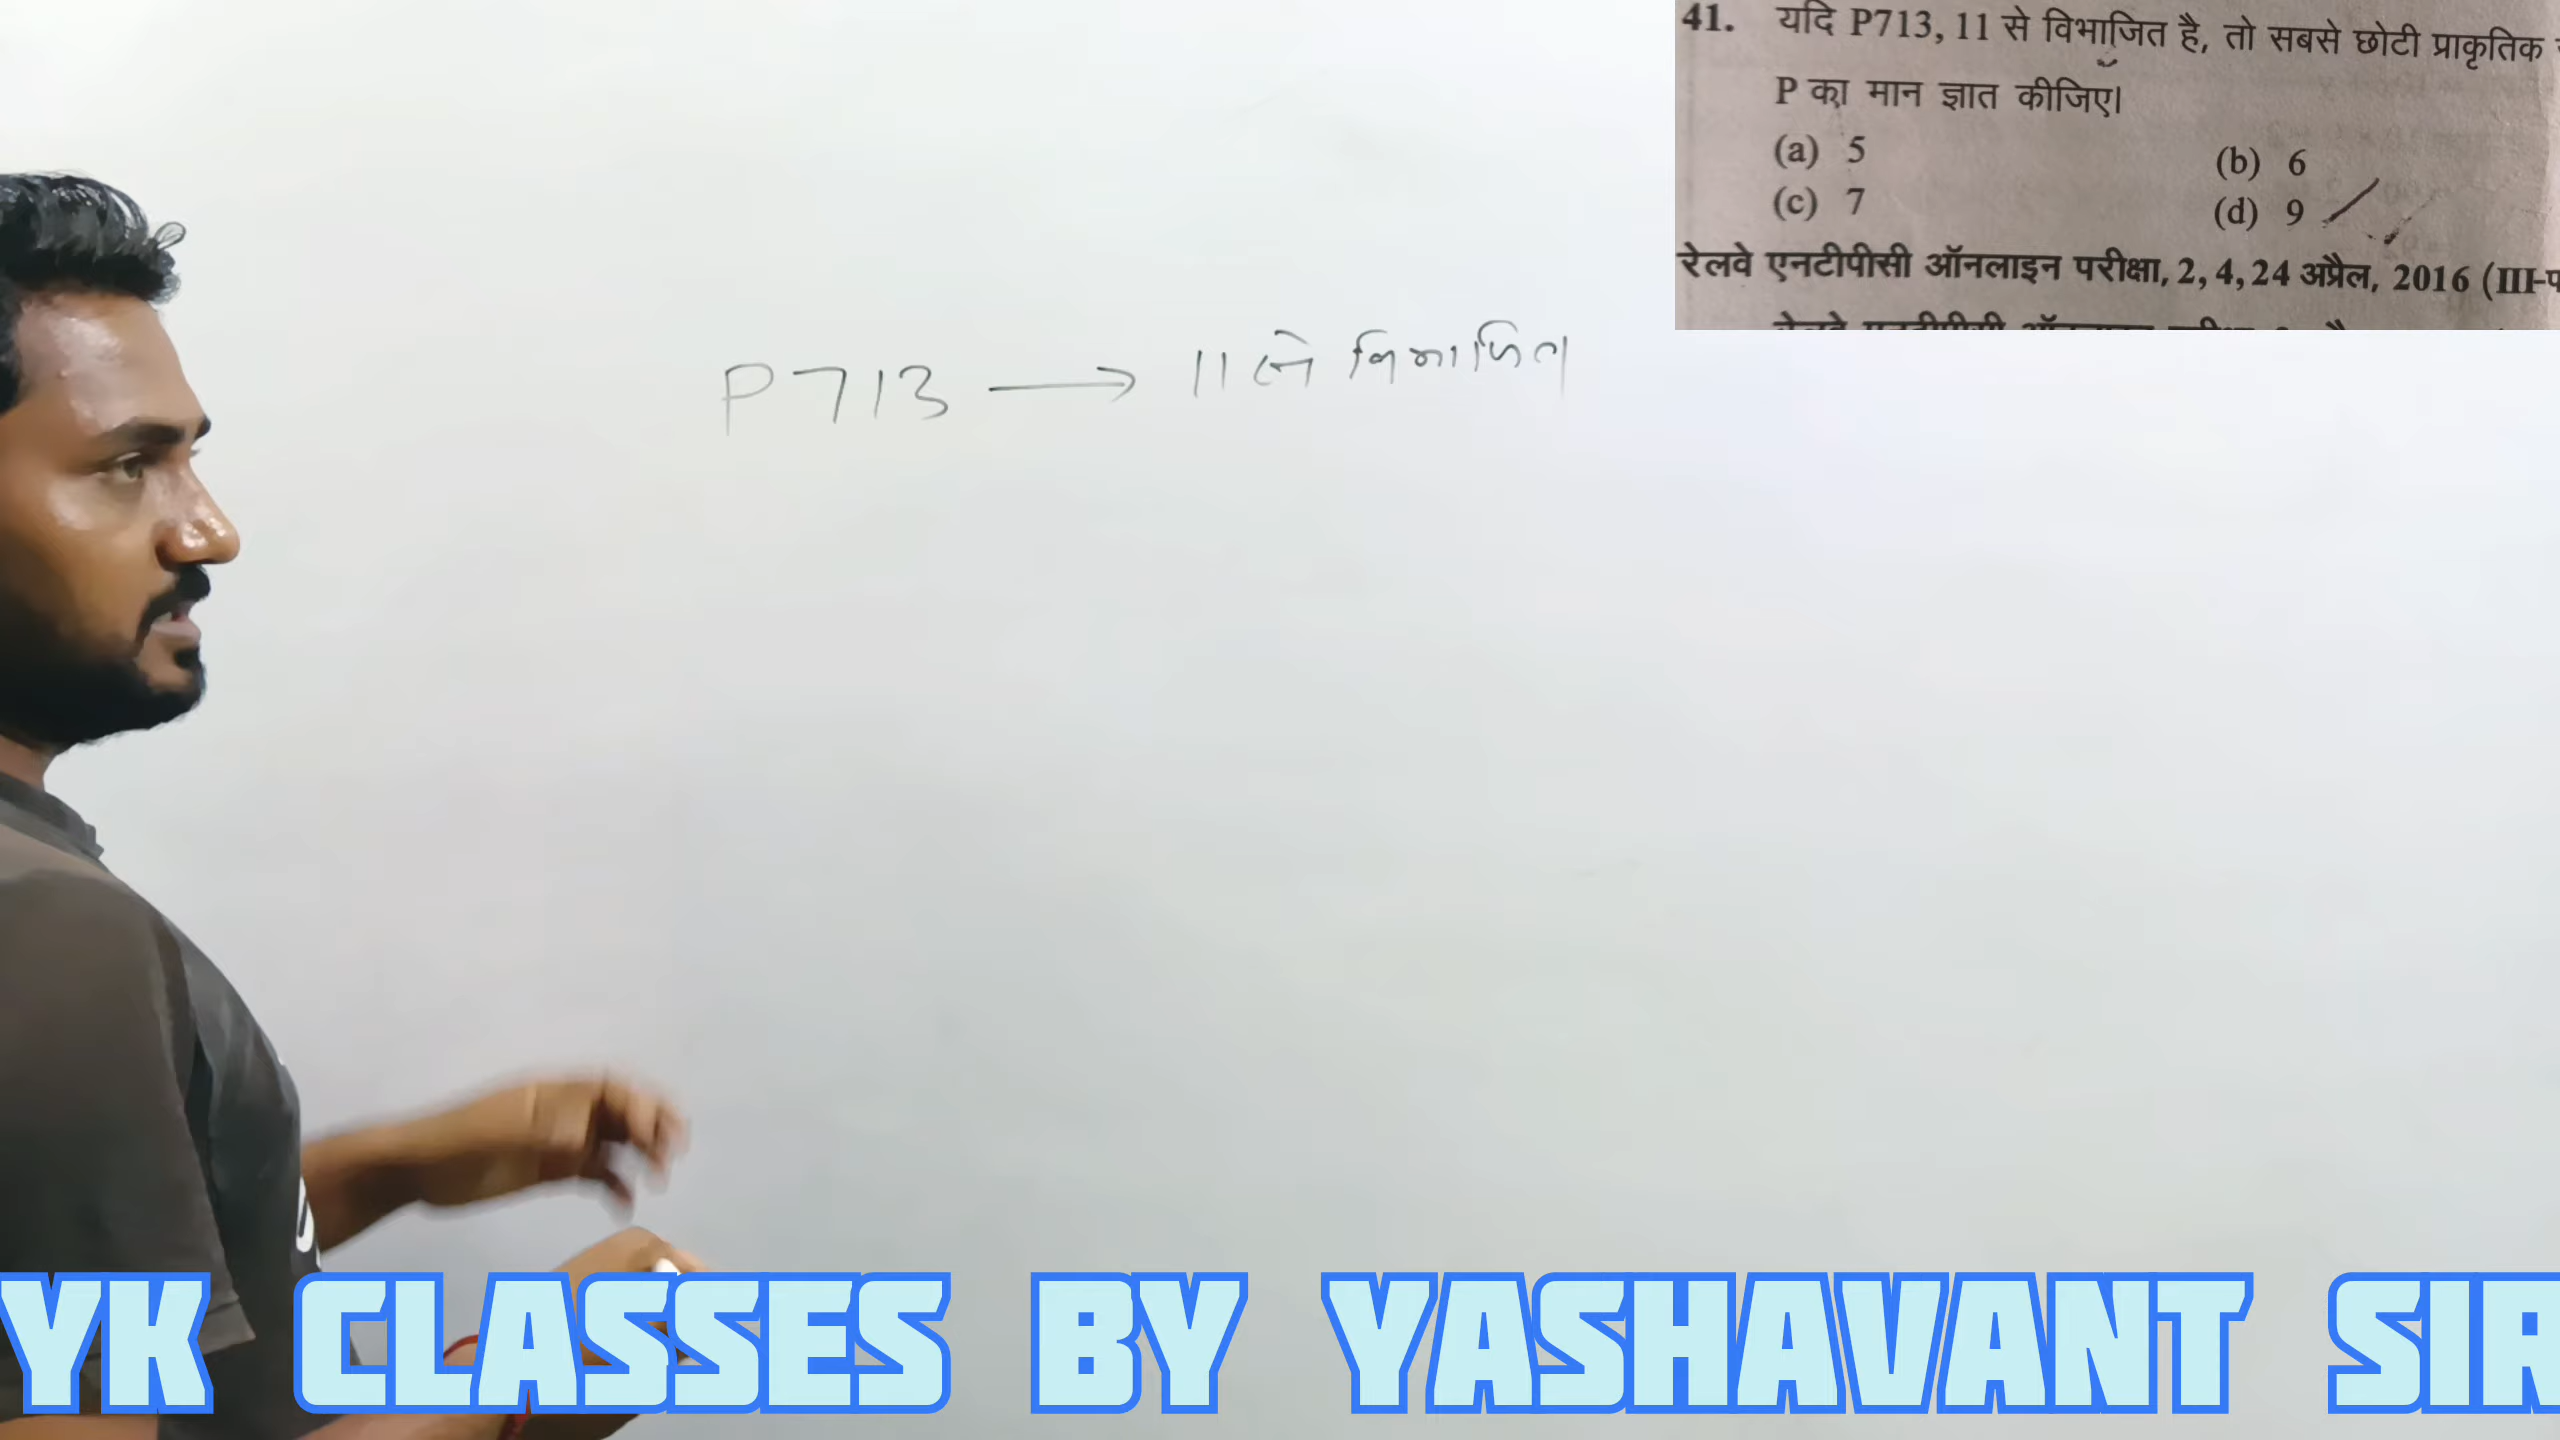 41. यदि P713, 11 से विभाजित है, तो सबसे छोटी प्राकृतिक
P का मान ज्ञात कीजिए।
(a) 5 (b) 6
(c) 7 (d) 9
रेलवे एनटीपीसी ऑनलाइन परीक्षा, 2, 4, 24 अप्रैल, 2016 (III-
P713 → 11 से विभाजित
YK CLASSES BY YASHAVANT SIR